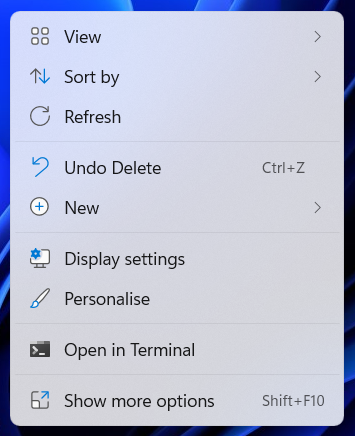 View
Sort by
Refresh
Undo Delete Ctrl+Z
New
Display settings
Personalise
Open in Terminal
Show more options Shift+F10